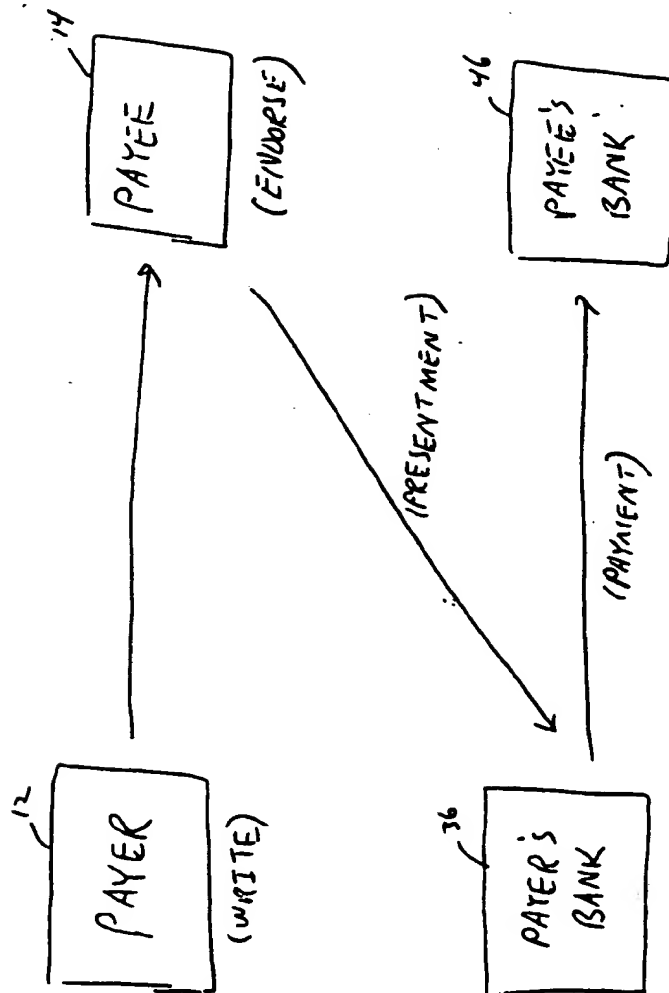 12
PAYER
(WRITE)
14
PAYEE
(ENDORSE)
(PRESENTMENT)
36
PAYER'S
BANK
(PAYMENT)
46
PAYEE'S
BANK